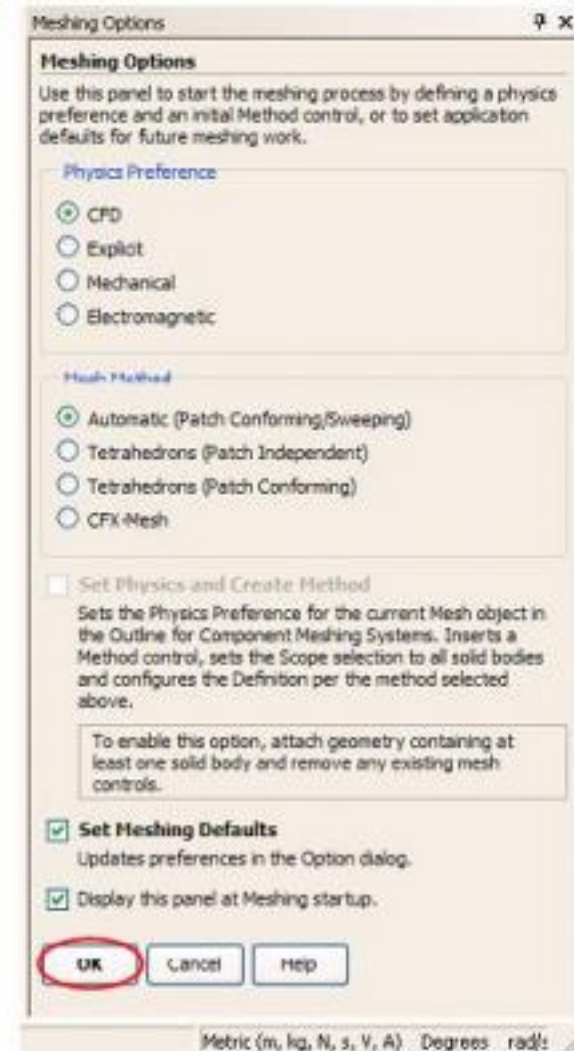 Meshing Options
Meshing Options
Use this panel to start the meshing process by defining a physics
preference and an initial Method control, or to set application
defaults for future meshing work.
Physics Preference
CFD
Explicit
Mechanical
Electromagnetic
Mesh Method
Automatic (Patch Conforming/Sweeping)
Tetrahedrons (Patch Independent)
Tetrahedrons (Patch Conforming)
CFX-Mesh
Set Physics and Create Method
Sets the Physics Preference for the current Mesh object in
the Outline for Component Meshing Systems. Inserts a
Method control, sets the Scope selection to all solid bodies
and configures the Definition per the method selected
above.
To enable this option, attach geometry containing at
least one solid body and remove any existing mesh
controls.
Set Meshing Defaults
Updates preferences in the Option dialog.
Display this panel at Meshing startup.
OK Cancel Help
Metric (m, kg, N, s, V, A) Degrees rad/s